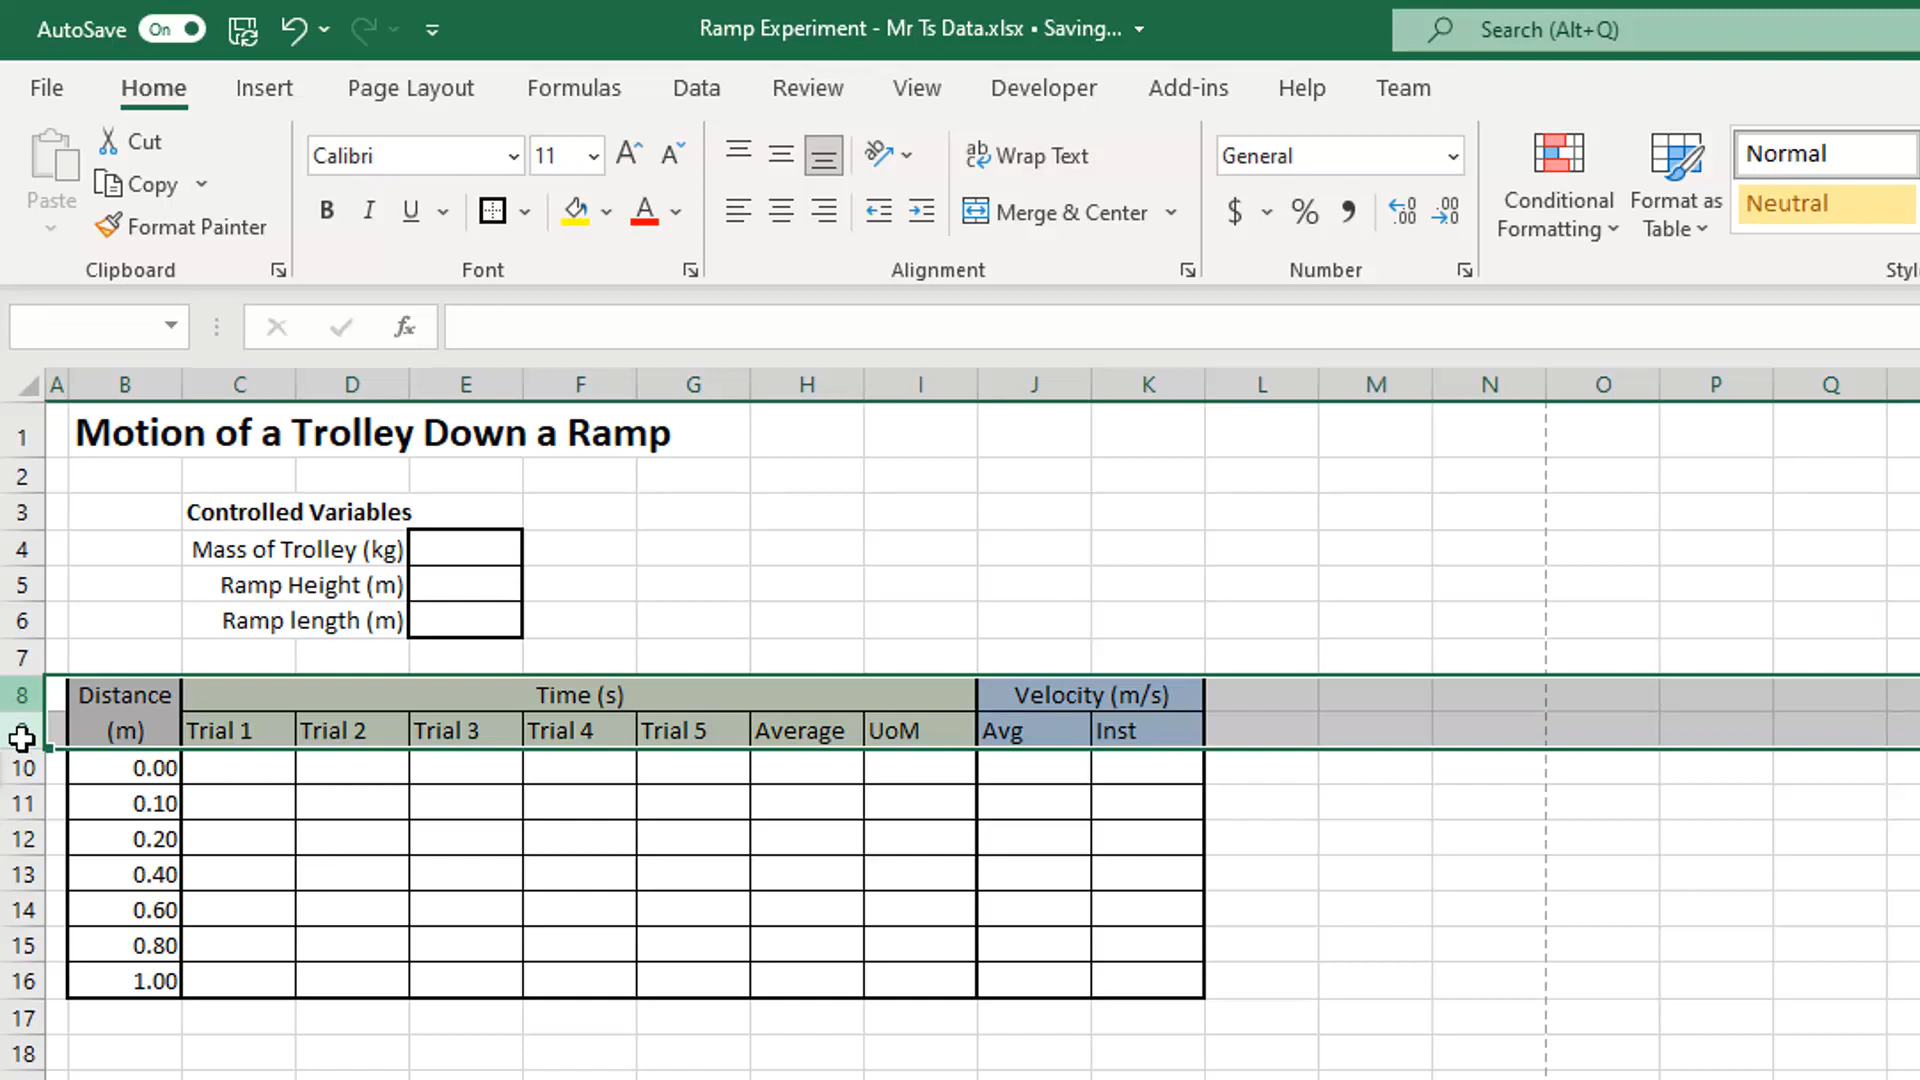 AutoSave On
Ramp Experiment - Mr Ts Data.xlsx • Saving...
Search (Alt+Q)
File Home Insert Page Layout Formulas Data Review View Developer Add-ins Help Team
Paste
Cut
Copy
Format Painter
Clipboard
Calibri 11
B I U A
Font
Wrap Text
Merge & Center
Alignment
General
$ % 9 .00 .00
Number
Conditional Formatting
Format as Table
Normal
Neutral
Styl
fx
A B C D E F G H I J K L M N O P Q
1 Motion of a Trolley Down a Ramp
2
3 Controlled Variables
4 Mass of Trolley (kg)
5 Ramp Height (m)
6 Ramp length (m)
7
8 Distance Time (s) Velocity (m/s)
(m) Trial 1 Trial 2 Trial 3 Trial 4 Trial 5 Average UoM Avg Inst
10 0.00
11 0.10
12 0.20
13 0.40
14 0.60
15 0.80
16 1.00
17
18